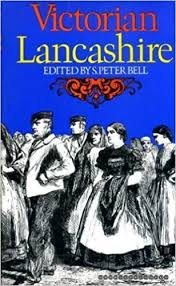 Victorian
Lancashire
EDITED BY S. PETER BELL